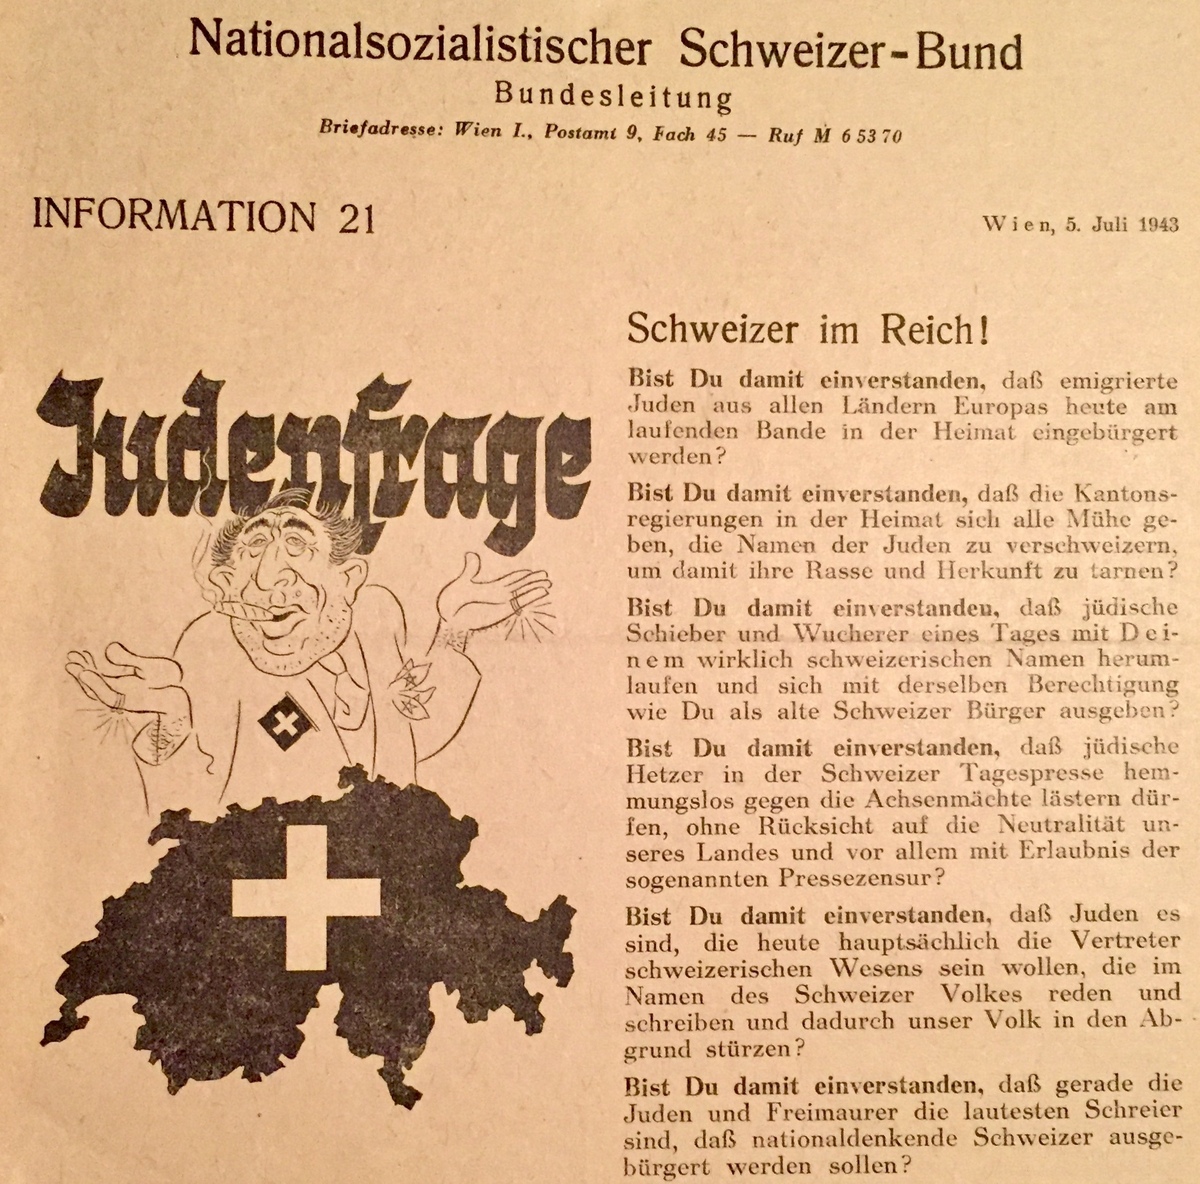 Nationalsozialistischer Schweizer-Bund
Bundesleitung
Briefadresse: Wien I., Postamt 9, Fach 45 — Ruf M 6 53 70
INFORMATION 21
Wien, 5. Juli 1943
Judenfrage
Schweizer im Reich!
Bist Du damit einverstanden, daß emigrierte
Juden aus allen Ländern Europas heute am
laufenden Bande in der Heimat eingebürgert
werden?
Bist Du damit einverstanden, daß die Kantons-
regierungen in der Heimat sich alle Mühe ge-
ben, die Namen der Juden zu verschweizern,
um damit ihre Rasse und Herkunft zu tarnen?
Bist Du damit einverstanden, daß jüdische
Schieber und Wucherer eines Tages mit Dei-
nem wirklich schweizerischen Namen herum-
laufen und sich mit derselben Berechtigung
wie Du als alte Schweizer Bürger ausgeben?
Bist Du damit einverstanden, daß jüdische
Hetzer in der Schweizer Tagespresse hem-
mungslos gegen die Achsenmächte lästern dür-
fen, ohne Rücksicht auf die Neutralität un-
seres Landes und vor allem mit Erlaubnis der
sogenannten Pressezensur?
Bist Du damit einverstanden, daß Juden es
sind, die heute hauptsächlich die Vertreter
schweizerischen Wesens sein wollen, die im
Namen des Schweizer Volkes reden und
schreiben und dadurch unser Volk in den Ab-
grund stürzen?
Bist Du damit einverstanden, daß gerade die
Juden und Freimaurer die lautesten Schreier
sind, daß nationaldenkende Schweizer ausge-
bürgert werden sollen?